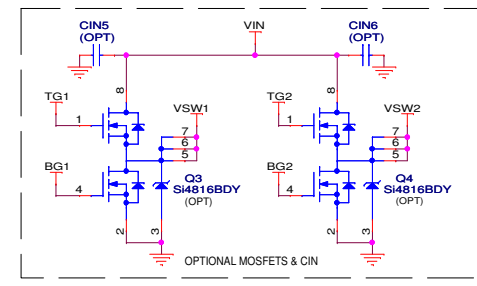 CIN5
(OPT)
VIN
CIN6
(OPT)
8
8
TG1
VSW1
TG2
VSW2
1
7
6
5
1
7
6
5
BG1
Q3
Si4816BDY
(OPT)
BG2
Q4
Si4816BDY
(OPT)
4
4
2
3
2
3
OPTIONAL MOSFETS & CIN